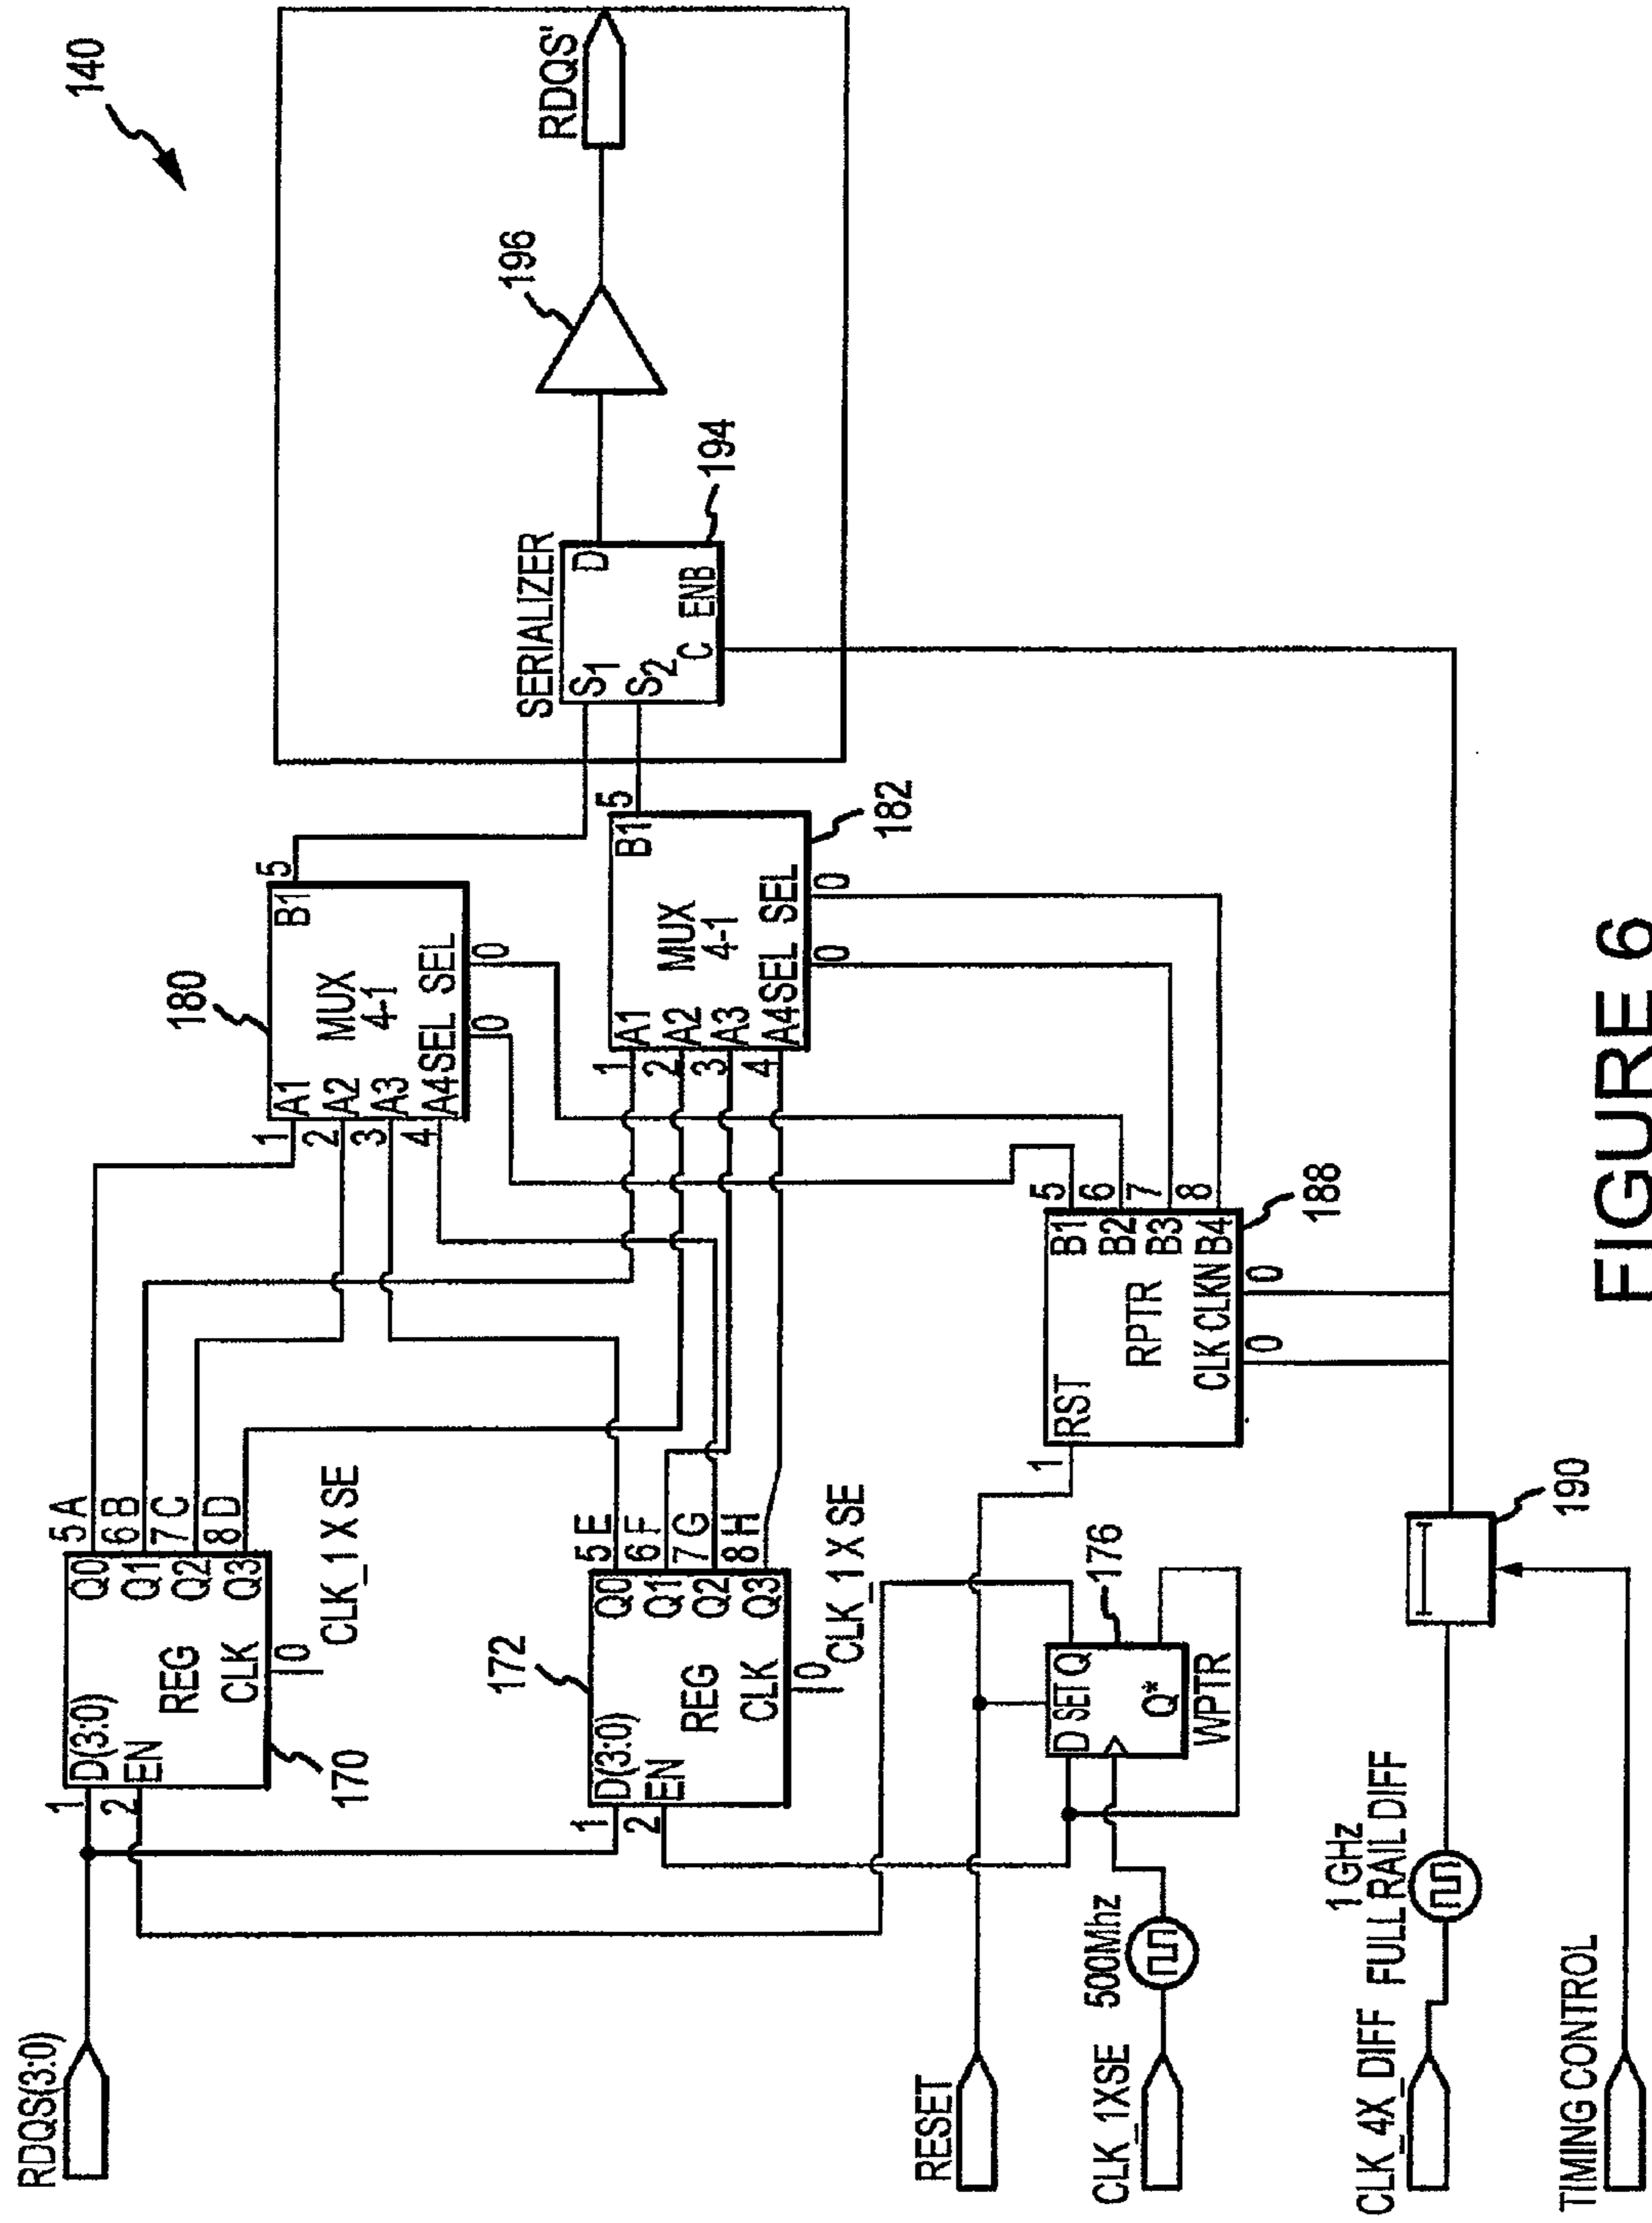 140
RDQS(3:0)
1
2
D(3:0)
EN
REG
CLK
Q0
Q1
Q2
Q3
5 A
6 B
7 C
8 D
0
CLK_1 X SE
170
172
1
2
D(3:0)
EN
REG
CLK
Q0
Q1
Q2
Q3
5 E
6 F
7 G
8 H
0
CLK_1 X SE
180
1
2
3
4
A1
A2
A3
A4
MUX
4-1
SEL SEL
B1
5
0
0
1
2
3
4
A1
A2
A3
A4
MUX
4-1
SEL SEL
B1
5
0
0
182
SERIALIZER
S1
S2
C
ENB
D
194
196
RDQS'
RESET
CLK_1XSE
500Mhz
D SET Q
Q*
WPTR
176
1
RST
RPTR
CLK CLKN
B1
B2
B3
B4
5
6
7
8
0
0
188
CLK_4X_DIFF
1 GHz
FULL RAIL DIFF
190
TIMING CONTROL
FIGURE 6